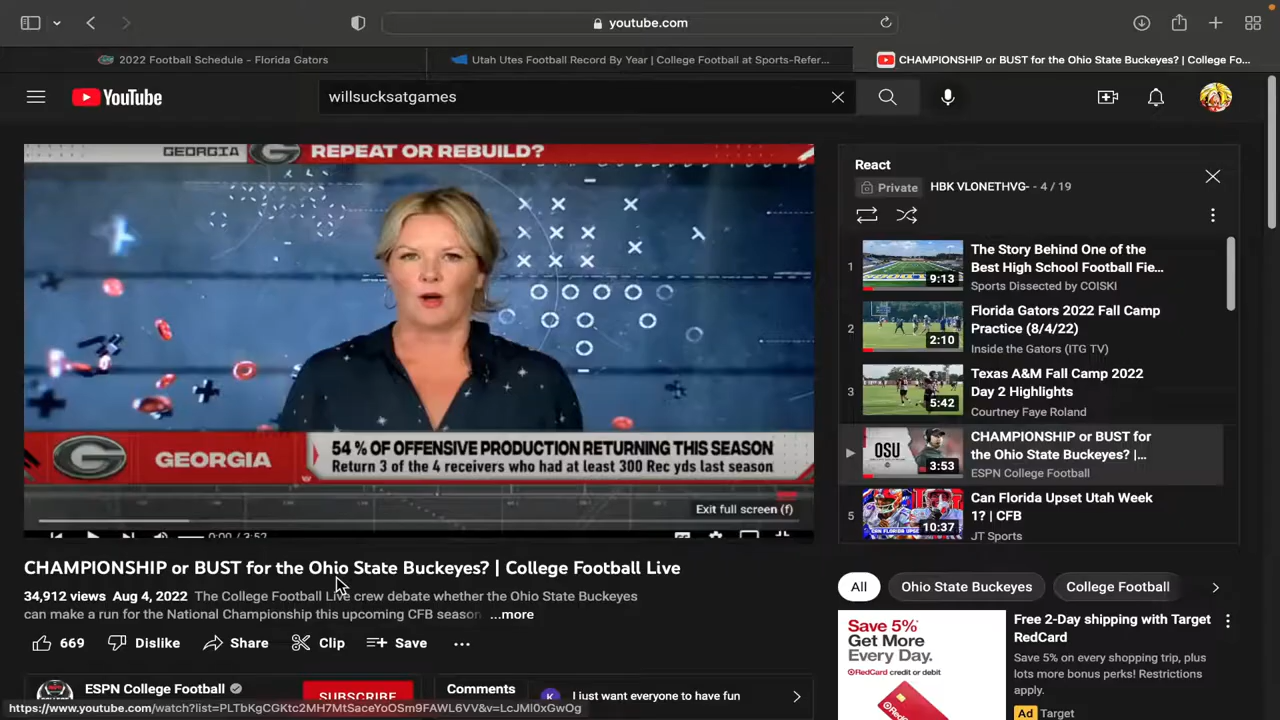 youtube.com
2022 Football Schedule - Florida Gators
Utah Utes Football Record By Year | College Football at Sports-Refer...
CHAMPIONSHIP or BUST for the Ohio State Buckeyes? | College Fo...
YouTube
willsucksatgames
GEORGIA G REPEAT OR REBUILD?
G GEORGIA
54 % OF OFFENSIVE PRODUCTION RETURNING THIS SEASON
Return 3 of the 4 receivers who had at least 300 Rec yds last season
Exit full screen (f)
0:00 / 3:52
CHAMPIONSHIP or BUST for the Ohio State Buckeyes? | College Football Live
34,912 views Aug 4, 2022 The College Football Live crew debate whether the Ohio State Buckeyes
can make a run for the National Championship this upcoming CFB season ...more
669 Dislike Share Clip Save
ESPN College Football
SUBSCRIBE
Comments
K I just want everyone to have fun
https://www.youtube.com/watch?list=PLTbKgCGKtc2MH7MtSaceYoOSm9FAWL6VV&v=LcJMI0xGwOg
React
Private HBK VLONETHVG- - 4 / 19
1
9:13
The Story Behind One of the
Best High School Football Fie...
Sports Dissected by COISKI
2
2:10
Florida Gators 2022 Fall Camp
Practice (8/4/22)
Inside the Gators (ITG TV)
3
5:42
Texas A&M Fall Camp 2022
Day 2 Highlights
Courtney Faye Roland
OSU
3:53
CHAMPIONSHIP or BUST for
the Ohio State Buckeyes? |...
ESPN College Football
5
CAN FLORIDA UPSET UTAH
10:37
Can Florida Upset Utah Week
1? | CFB
JT Sports
All
Ohio State Buckeyes
College Football
Save 5%
Get More
Every Day.
RedCard credit or debit
Free 2-Day shipping with Target
RedCard
Save 5% on every shopping trip, plus
lots more bonus perks! Restrictions
apply.
Ad Target